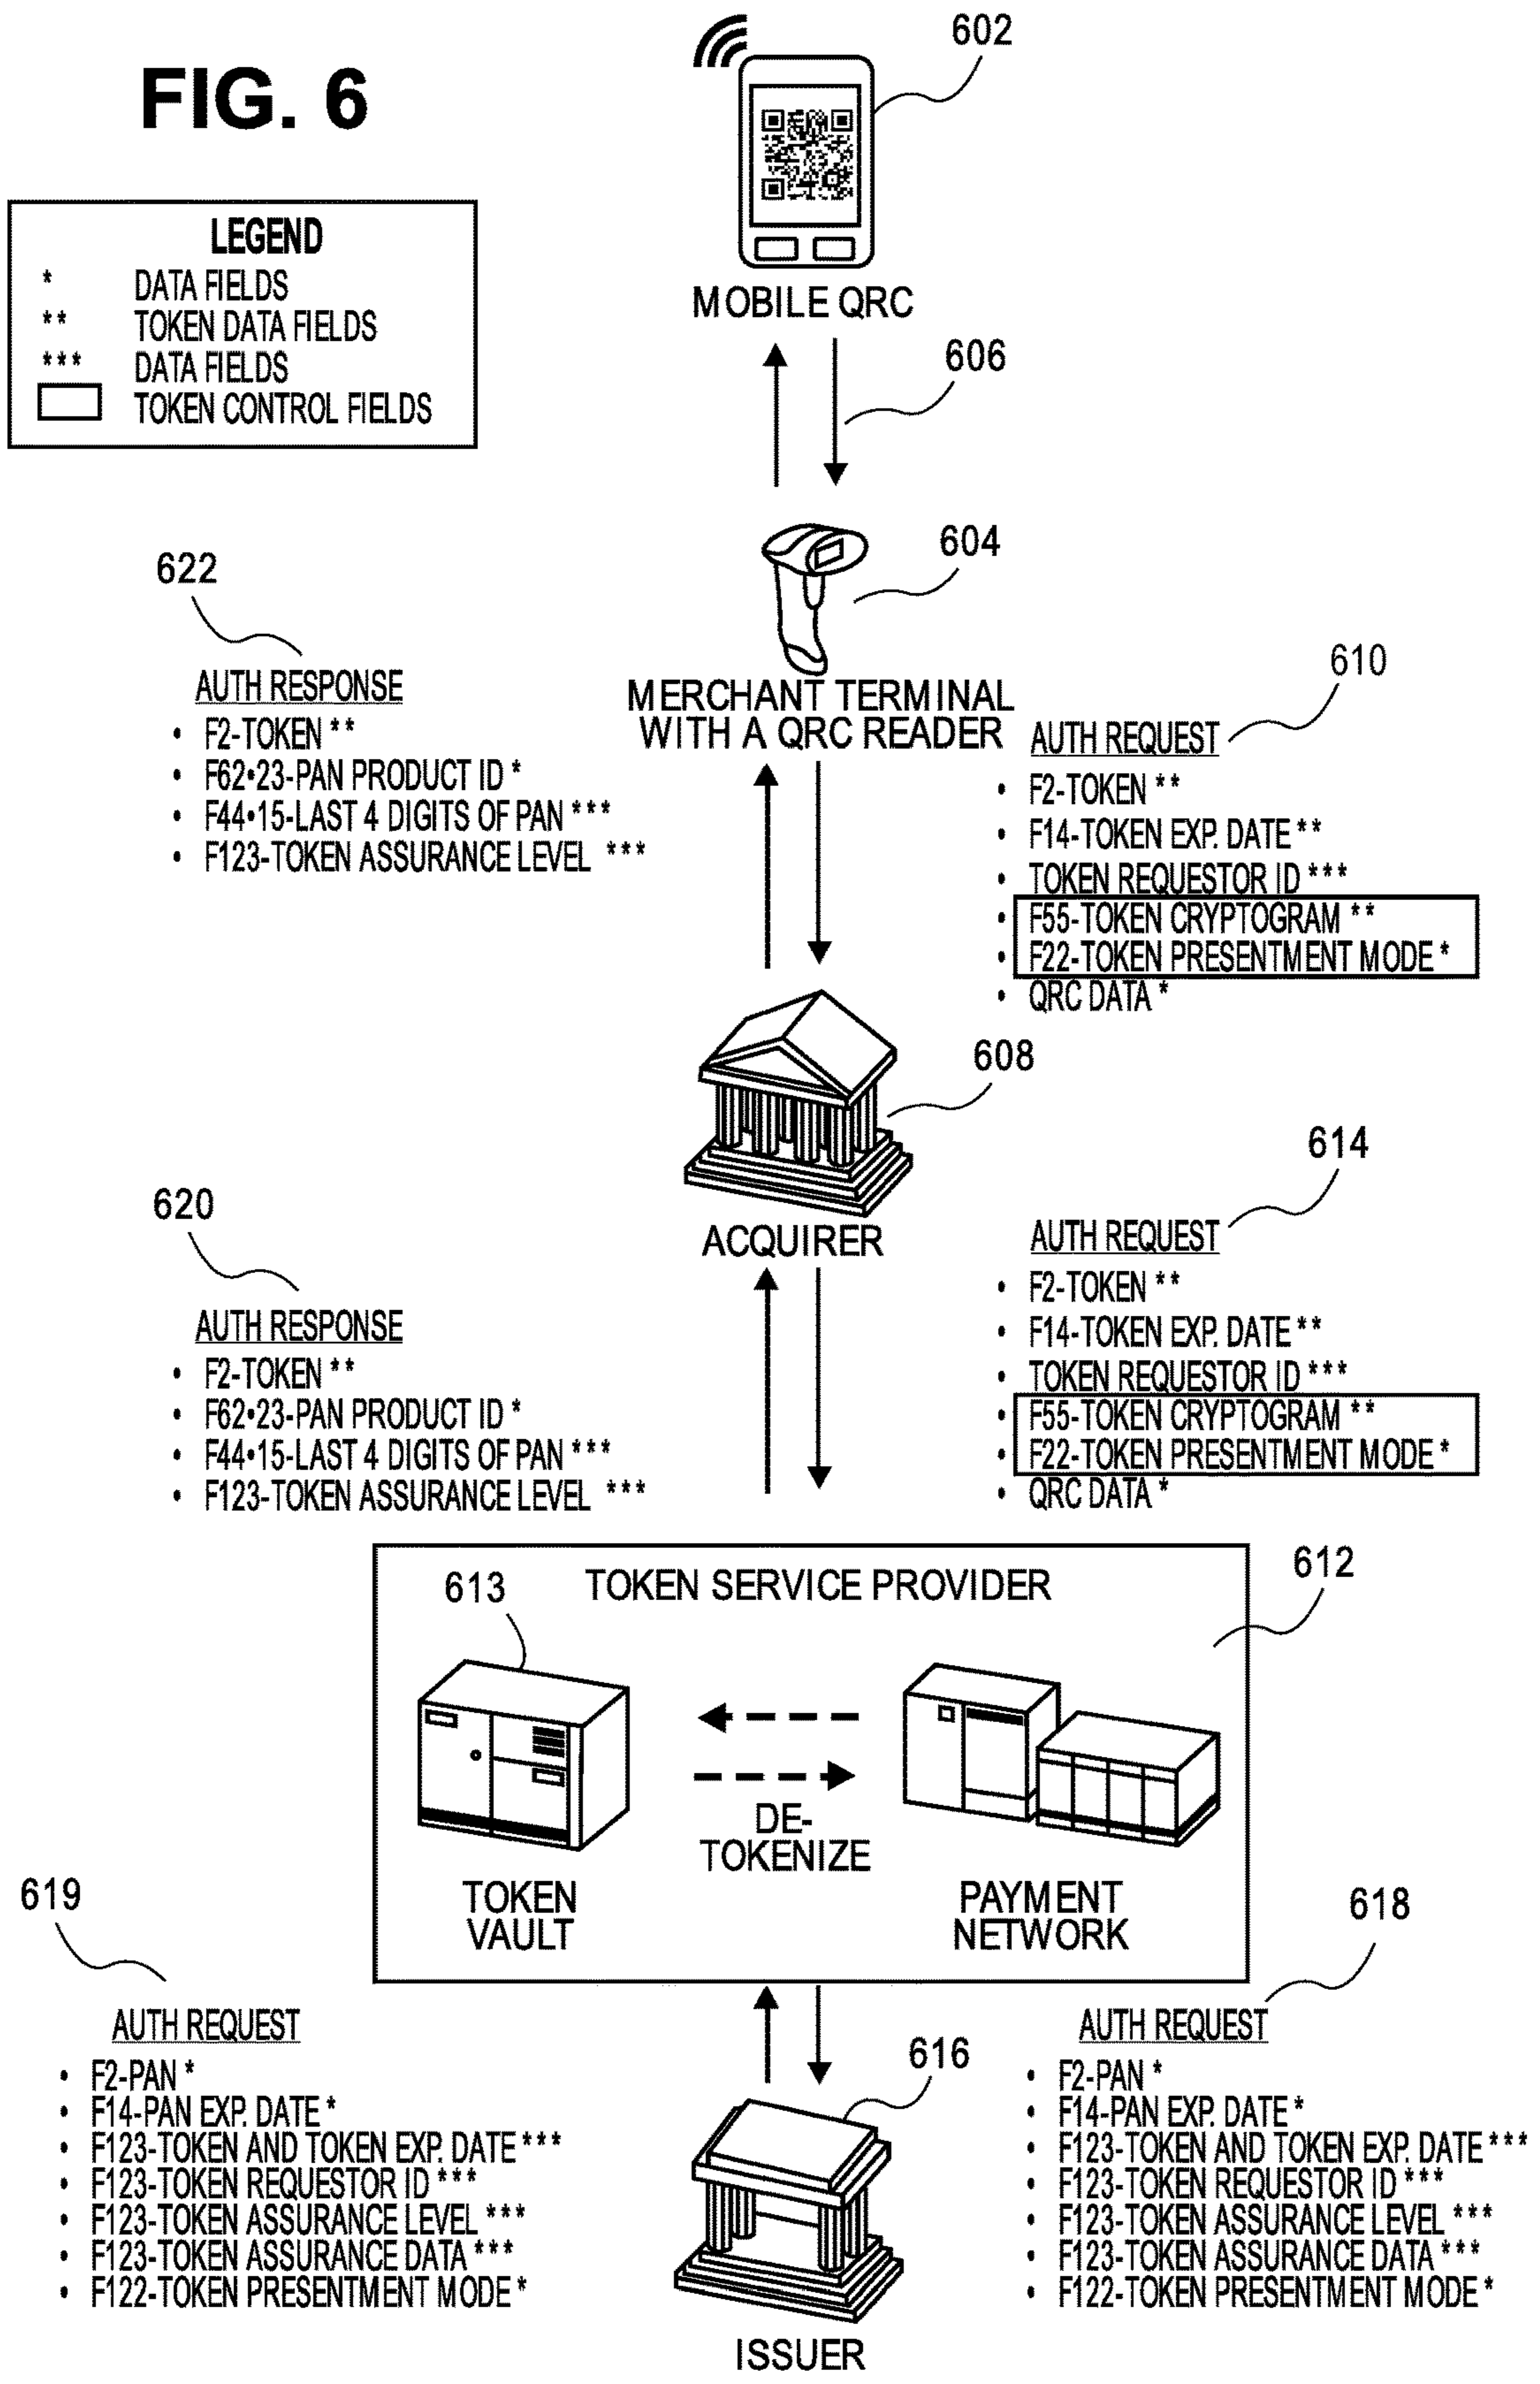 FIG. 6
602
LEGEND
* DATA FIELDS
** TOKEN DATA FIELDS
*** DATA FIELDS
TOKEN CONTROL FIELDS
MOBILE QRC
606
604
622
AUTH RESPONSE
• F2-TOKEN **
• F62•23-PAN PRODUCT ID *
• F44•15-LAST 4 DIGITS OF PAN ***
• F123-TOKEN ASSURANCE LEVEL ***
MERCHANT TERMINAL
WITH A QRC READER
610
AUTH REQUEST
• F2-TOKEN **
• F14-TOKEN EXP. DATE **
• TOKEN REQUESTOR ID ***
• F55-TOKEN CRYPTOGRAM **
• F22-TOKEN PRESENTMENT MODE *
• QRC DATA *
608
ACQUIRER
614
AUTH REQUEST
• F2-TOKEN **
• F14-TOKEN EXP. DATE **
• TOKEN REQUESTOR ID ***
• F55-TOKEN CRYPTOGRAM **
• F22-TOKEN PRESENTMENT MODE *
• QRC DATA *
620
AUTH RESPONSE
• F2-TOKEN **
• F62•23-PAN PRODUCT ID *
• F44•15-LAST 4 DIGITS OF PAN ***
• F123-TOKEN ASSURANCE LEVEL ***
612
TOKEN SERVICE PROVIDER
613
DE-
TOKENIZE
TOKEN
VAULT
PAYMENT
NETWORK
619
AUTH REQUEST
• F2-PAN *
• F14-PAN EXP. DATE *
• F123-TOKEN AND TOKEN EXP. DATE ***
• F123-TOKEN REQUESTOR ID ***
• F123-TOKEN ASSURANCE LEVEL ***
• F123-TOKEN ASSURANCE DATA ***
• F122-TOKEN PRESENTMENT MODE *
618
AUTH REQUEST
• F2-PAN *
• F14-PAN EXP. DATE *
• F123-TOKEN AND TOKEN EXP. DATE ***
• F123-TOKEN REQUESTOR ID ***
• F123-TOKEN ASSURANCE LEVEL ***
• F123-TOKEN ASSURANCE DATA ***
• F122-TOKEN PRESENTMENT MODE *
616
ISSUER